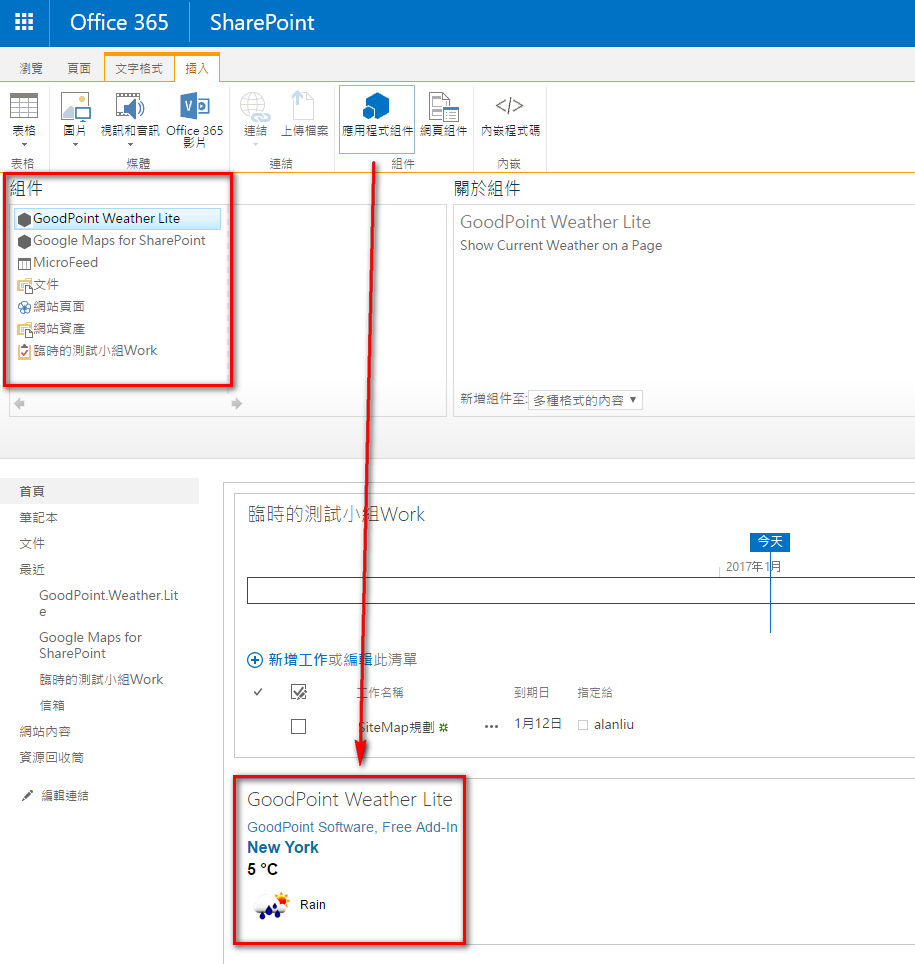 Office 365 SharePoint
瀏覽 頁面 文字格式 插入
表格 圖片 視訊和音訊 Office 365 影片 連結 上傳檔案 應用程式組件 網頁組件 內嵌程式碼
表格 媒體 連結 組件 內嵌
組件
GoodPoint Weather Lite
Google Maps for SharePoint
MicroFeed
文件
網站頁面
網站資產
臨時的測試小組Work
關於組件
GoodPoint Weather Lite
Show Current Weather on a Page
新增組件至: 多種格式的內容
首頁
筆記本
文件
最近
GoodPoint.Weather.Lit
e
Google Maps for
SharePoint
臨時的測試小組Work
信箱
網站內容
資源回收筒
編輯連結
臨時的測試小組Work
今天
2017年1月
新增工作或編輯此清單
工作名稱 到期日 指定給
SiteMap規劃 1月12日 alanliu
GoodPoint Weather Lite
GoodPoint Software, Free Add-In
New York
5 °C
Rain